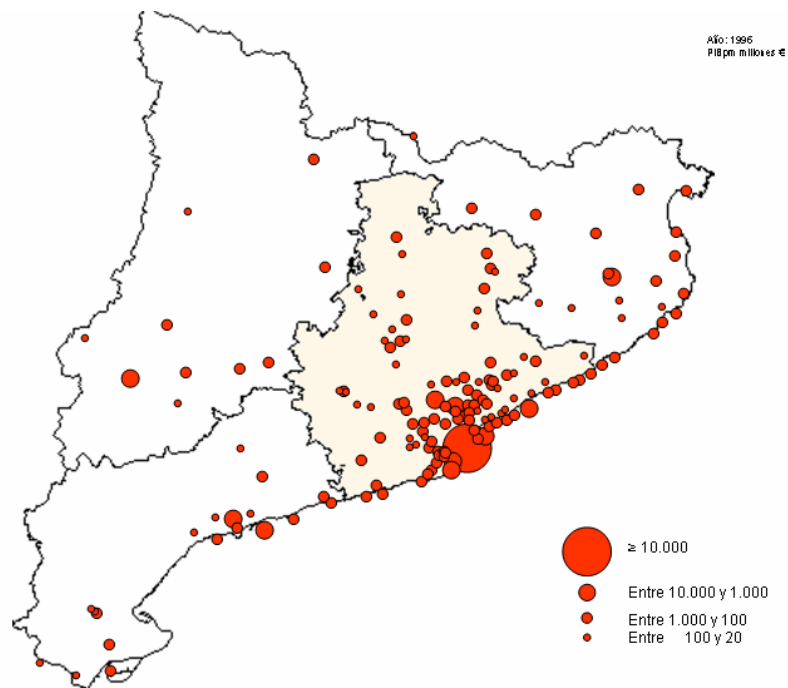 Año: 1996
PIBpm millones €
≥ 10.000
Entre 10.000 y 1.000
Entre 1.000 y 100
Entre 100 y 20